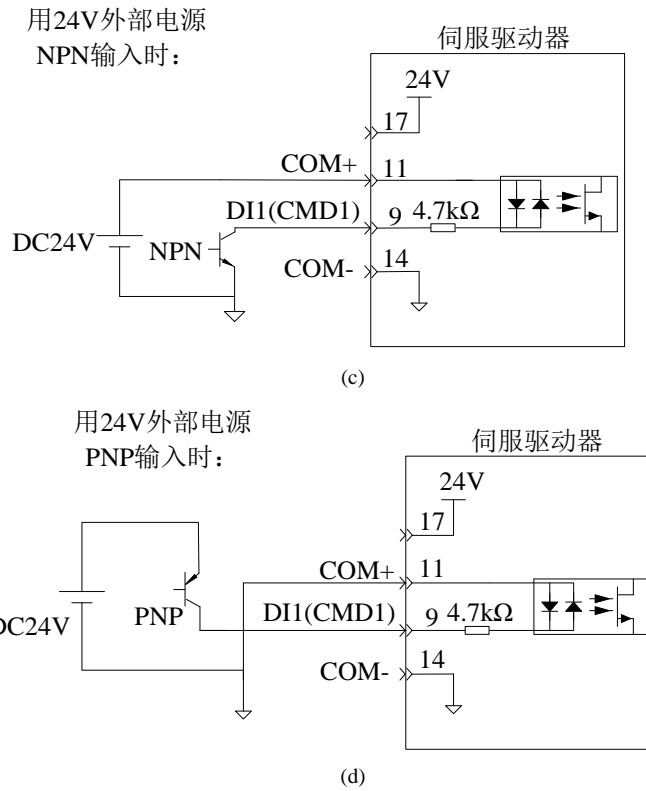 用24V外部电源
NPN输入时：
伺服驱动器
24V
17
COM+
11
DI1(CMD1)
9
4.7kΩ
DC24V
NPN
COM-
14
(c)
用24V外部电源
PNP输入时：
伺服驱动器
24V
17
COM+
11
DI1(CMD1)
9
4.7kΩ
DC24V
PNP
COM-
14
(d)